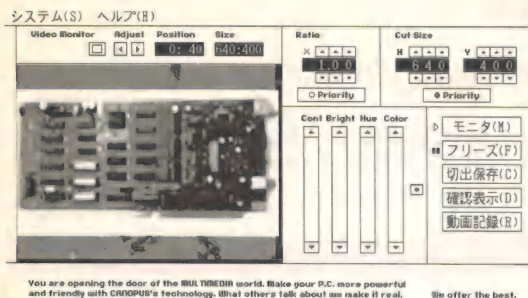 システム(S) ヘルプ(H)
Video Monitor Adjust Position Size
0: 40 640:400
Ratio
X
1.00
Priority
Cut Size
X Y
640 400
Priority
Cont Bright Hue Color
モニタ(M)
フリーズ(F)
切出保存(C)
確認表示(D)
動画記録(R)
You are opening the door of the MULTIMEDIA world. Make your P.C. more powerful
and friendly with CANOPUS's technology. What others talk about we make it real. We offer the best.